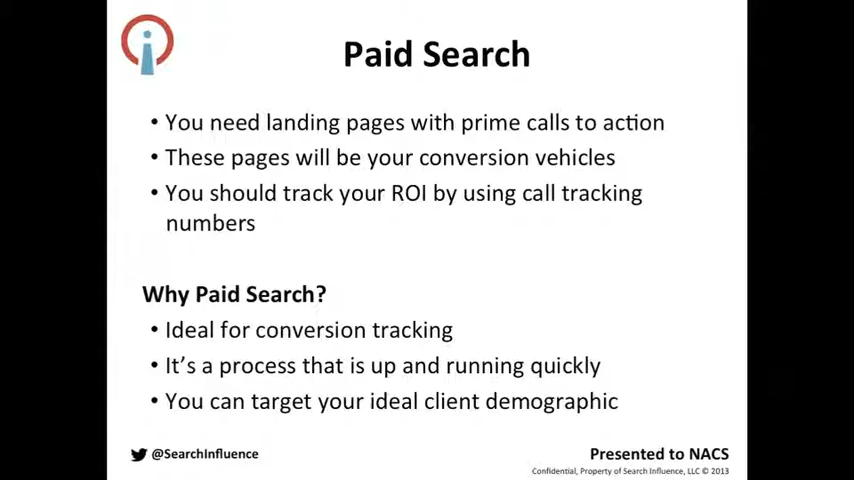 Paid Search
• You need landing pages with prime calls to action
• These pages will be your conversion vehicles
• You should track your ROI by using call tracking
numbers
Why Paid Search?
• Ideal for conversion tracking
• It's a process that is up and running quickly
• You can target your ideal client demographic
@SearchInfluence
Presented to NACS
Confidential, Property of Search Influence, LLC © 2013